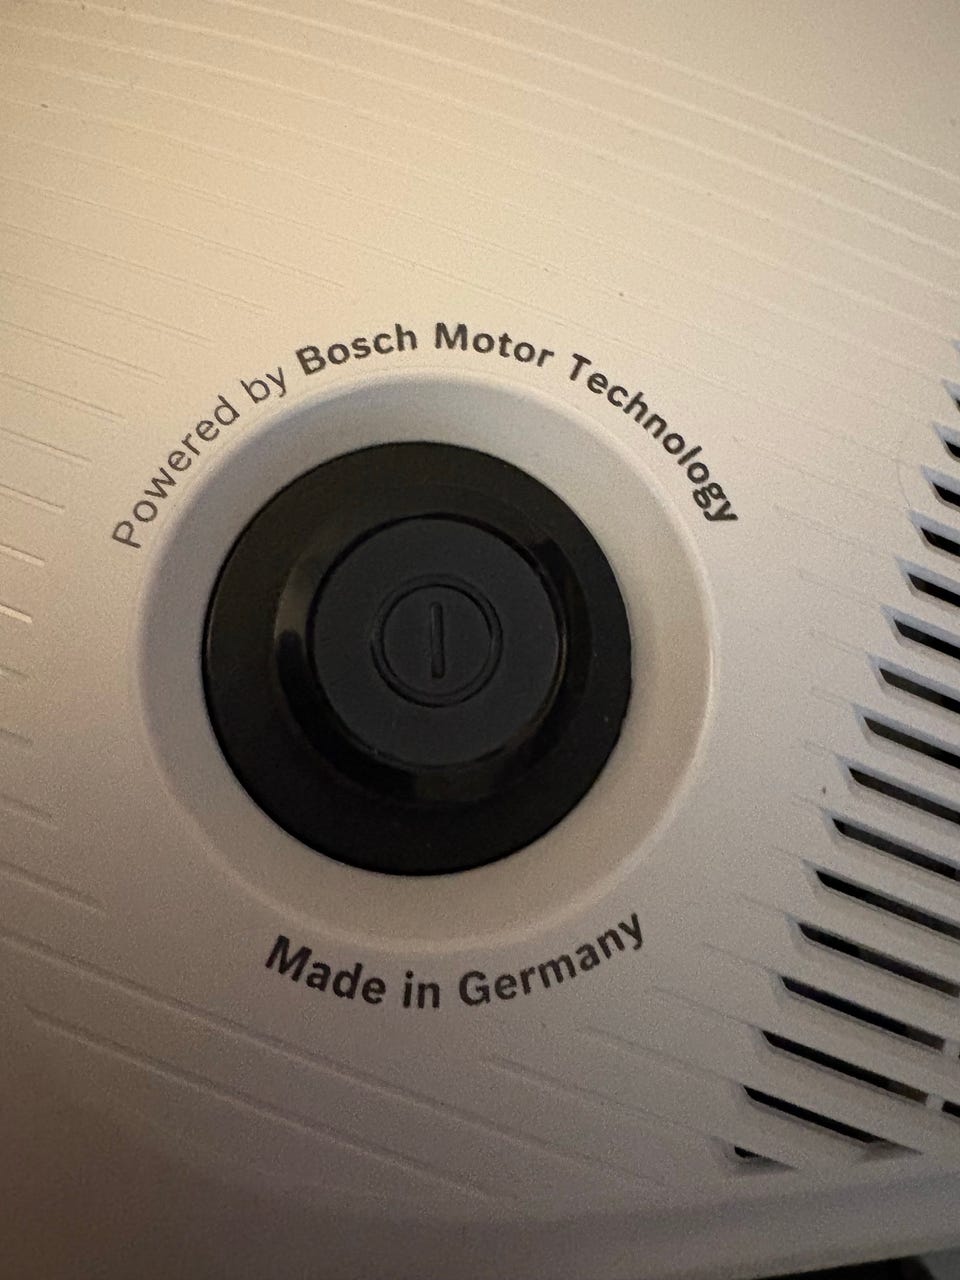 Powered by Bosch Motor Technology
Made in Germany